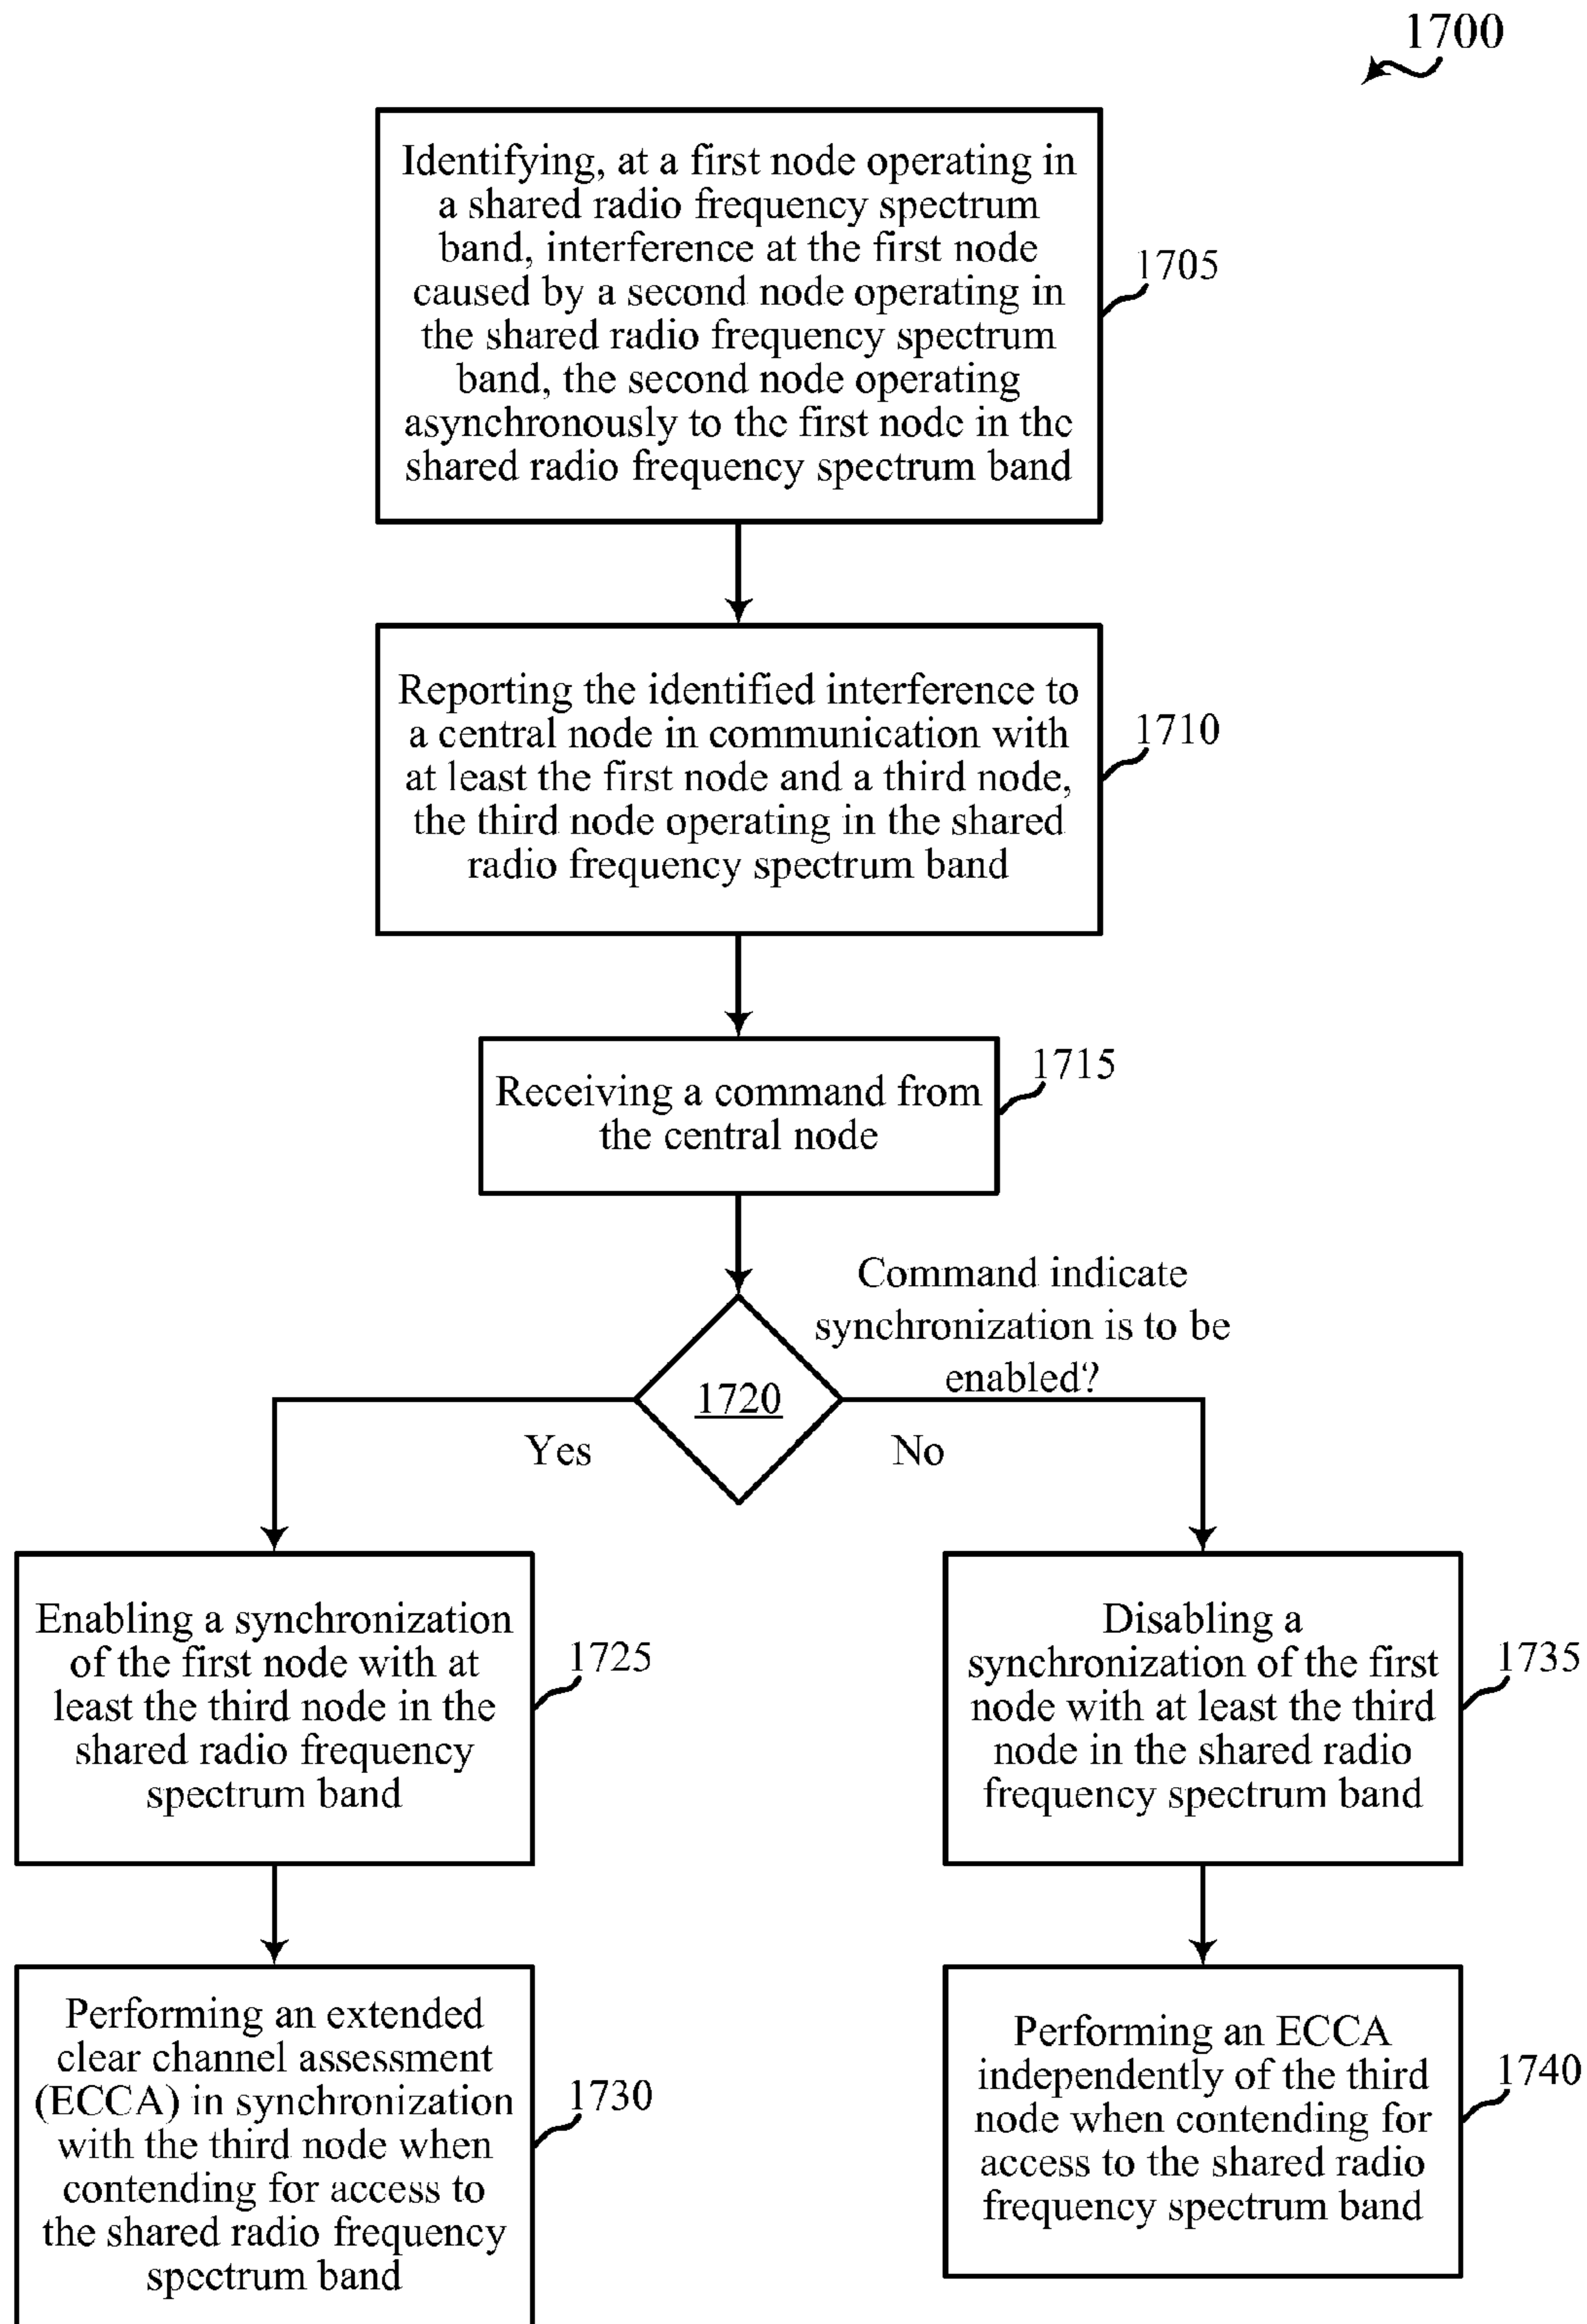 1700
Identifying, at a first node operating in
a shared radio frequency spectrum
band, interference at the first node
caused by a second node operating in
the shared radio frequency spectrum
band, the second node operating
asynchronously to the first node in the
shared radio frequency spectrum band
1705
Reporting the identified interference to
a central node in communication with
at least the first node and a third node,
the third node operating in the shared
radio frequency spectrum band
1710
Receiving a command from
the central node
1715
Command indicate
synchronization is to be
enabled?
1720
Yes
No
Enabling a synchronization
of the first node with at
least the third node in the
shared radio frequency
spectrum band
1725
Disabling a
synchronization of the first
node with at least the third
node in the shared radio
frequency spectrum band
1735
Performing an extended
clear channel assessment
(ECCA) in synchronization
with the third node when
contending for access to
the shared radio frequency
spectrum band
1730
Performing an ECCA
independently of the third
node when contending for
access to the shared radio
frequency spectrum band
1740